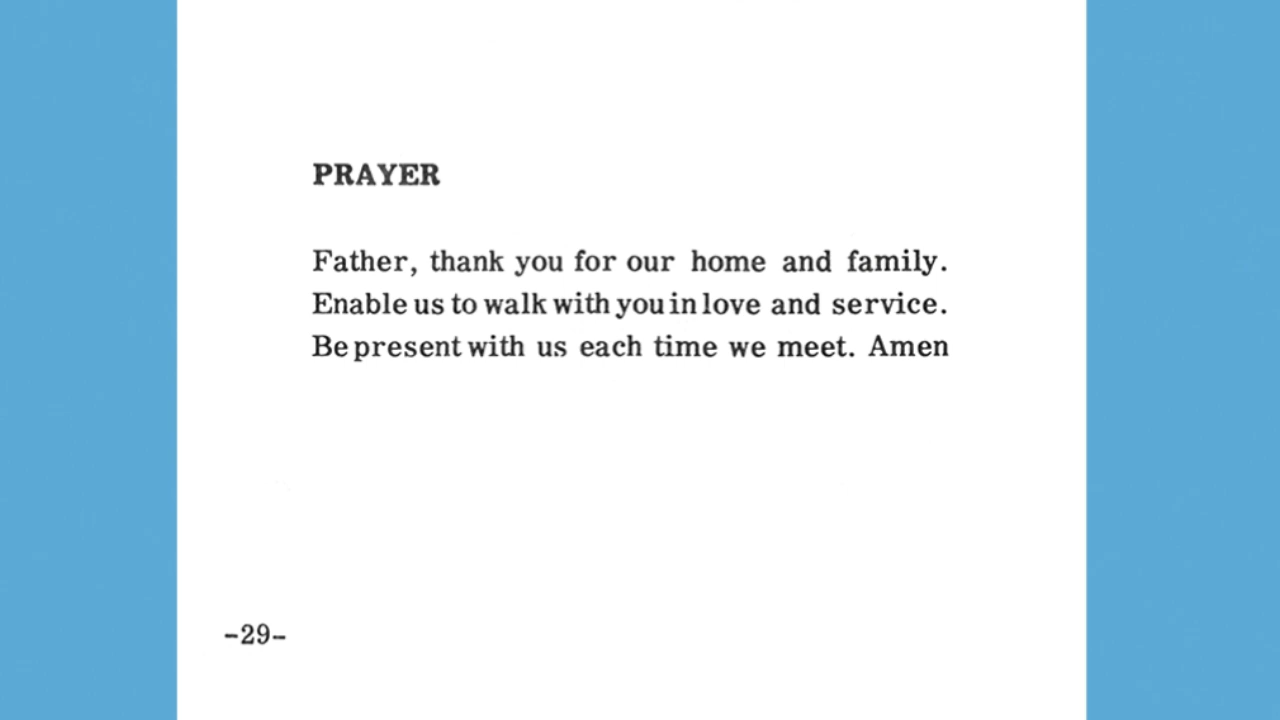 PRAYER
Father, thank you for our home and family.
Enable us to walk with you in love and service.
Be present with us each time we meet. Amen
-29-